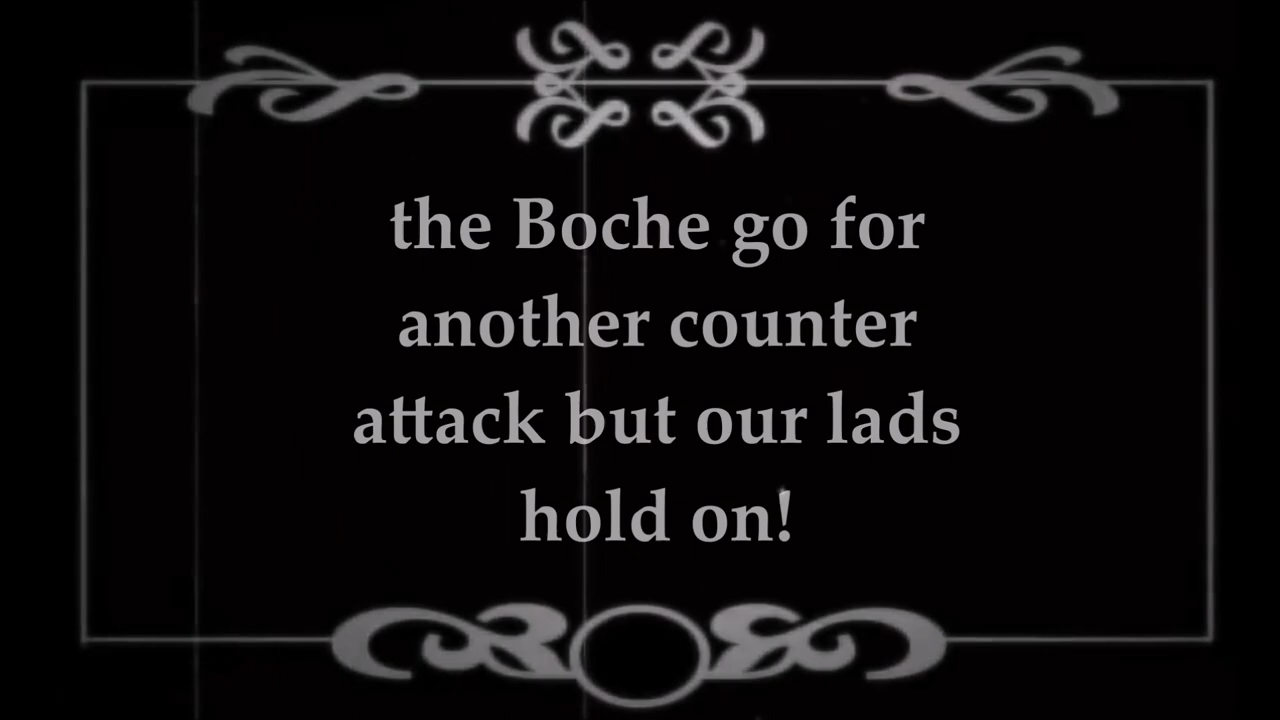 the Boche go for
another counter
attack but our lads
hold on!